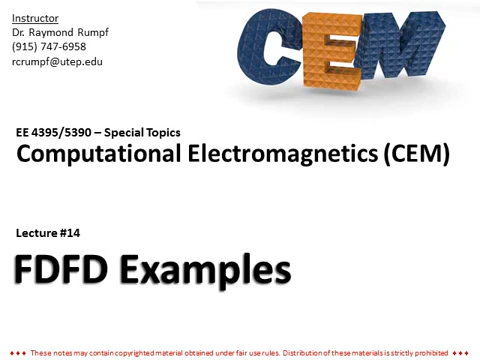 Instructor
Dr. Raymond Rumpf
(915) 747-6958
rcrumpf@utep.edu
CEM
EE 4395/5390 – Special Topics
Computational Electromagnetics (CEM)
Lecture #14
FDFD Examples
♦ ♦ ♦ These notes may contain copyrighted material obtained under fair use rules. Distribution of these materials is strictly prohibited ♦ ♦ ♦